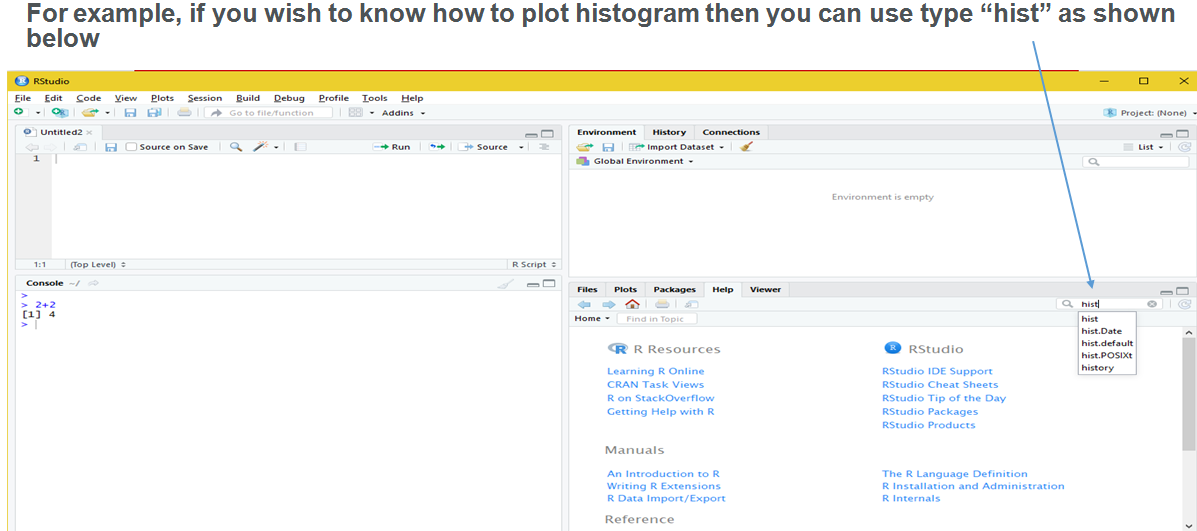 For example, if you wish to know how to plot histogram then you can use type “hist” as shown
below
RStudio
File Edit Code View Plots Session Build Debug Profile Tools Help
Go to file/function Addins Project: (None)
Untitled2
Source on Save Run Source
1
1:1 (Top Level) R Script
Console ~/
>
> 2+2
[1] 4
>
Environment History Connections
Import Dataset List
Global Environment
Environment is empty
Files Plots Packages Help Viewer
hist
Home Find in Topic
hist
hist.Date
hist.default
hist.POSIXt
history
R Resources
Learning R Online
CRAN Task Views
R on StackOverflow
Getting Help with R
RStudio
RStudio IDE Support
RStudio Cheat Sheets
RStudio Tip of the Day
RStudio Packages
RStudio Products
Manuals
An Introduction to R
Writing R Extensions
R Data Import/Export
The R Language Definition
R Installation and Administration
R Internals
Reference